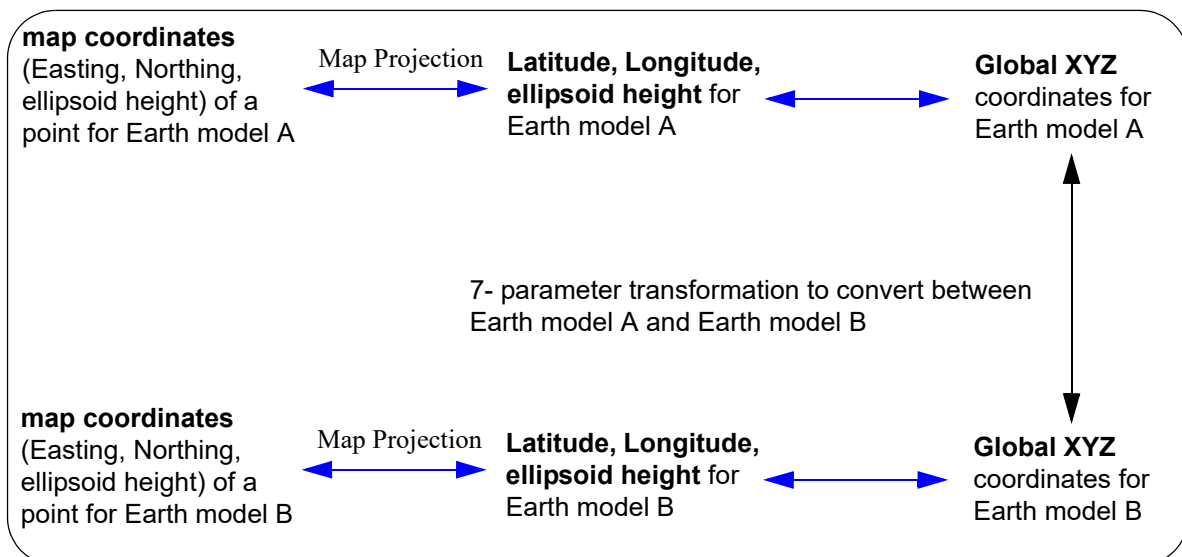 map coordinates
(Easting, Northing,
ellipsoid height) of a
point for Earth model A
Map Projection
Latitude, Longitude,
ellipsoid height for
Earth model A
Global XYZ
coordinates for
Earth model A
7- parameter transformation to convert between
Earth model A and Earth model B
map coordinates
(Easting, Northing,
ellipsoid height) of a
point for Earth model B
Map Projection
Latitude, Longitude,
ellipsoid height for
Earth model B
Global XYZ
coordinates for
Earth model B